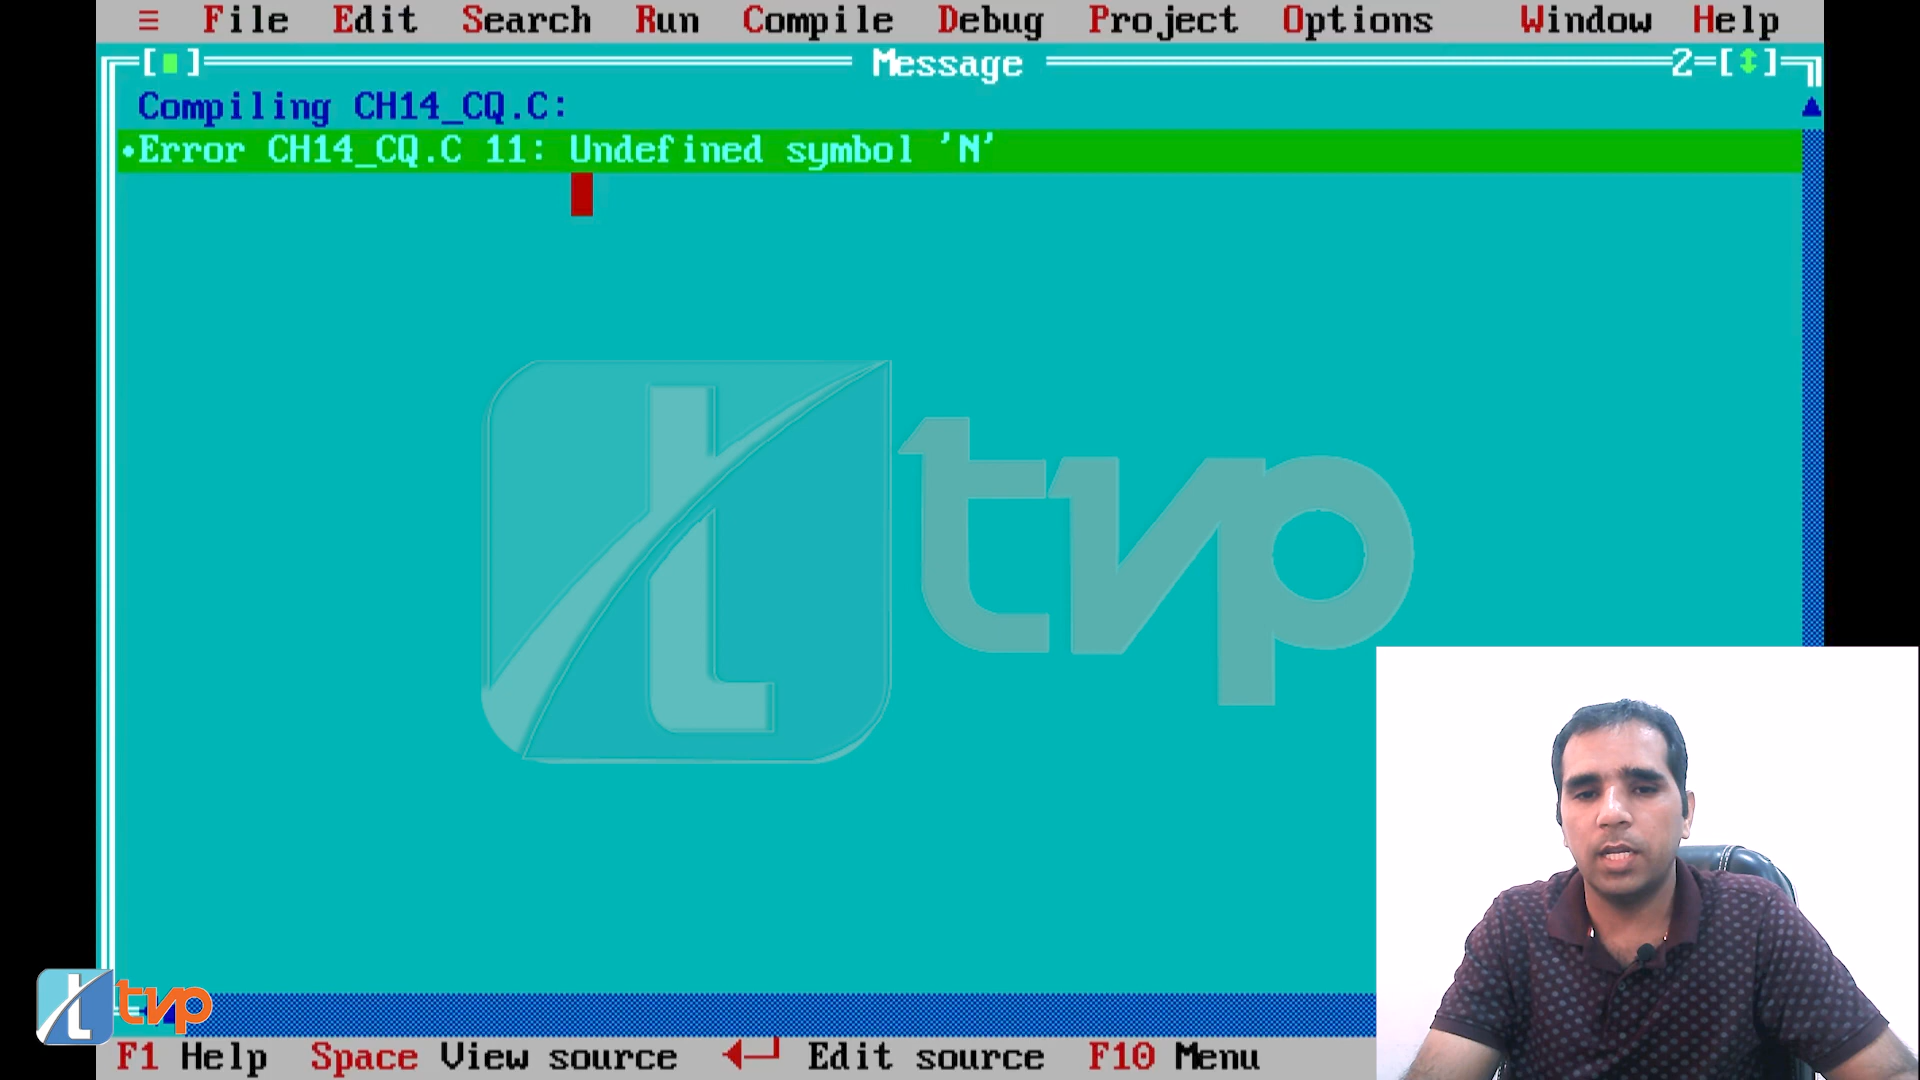 ≡ File Edit Search Run Compile Debug Project Options Window Help
Message
2
Compiling CH14_CQ.C:
•Error CH14_CQ.C 11: Undefined symbol 'N'
tvp
tvp
F1 Help Space View source ◄─┘ Edit source F10 Menu